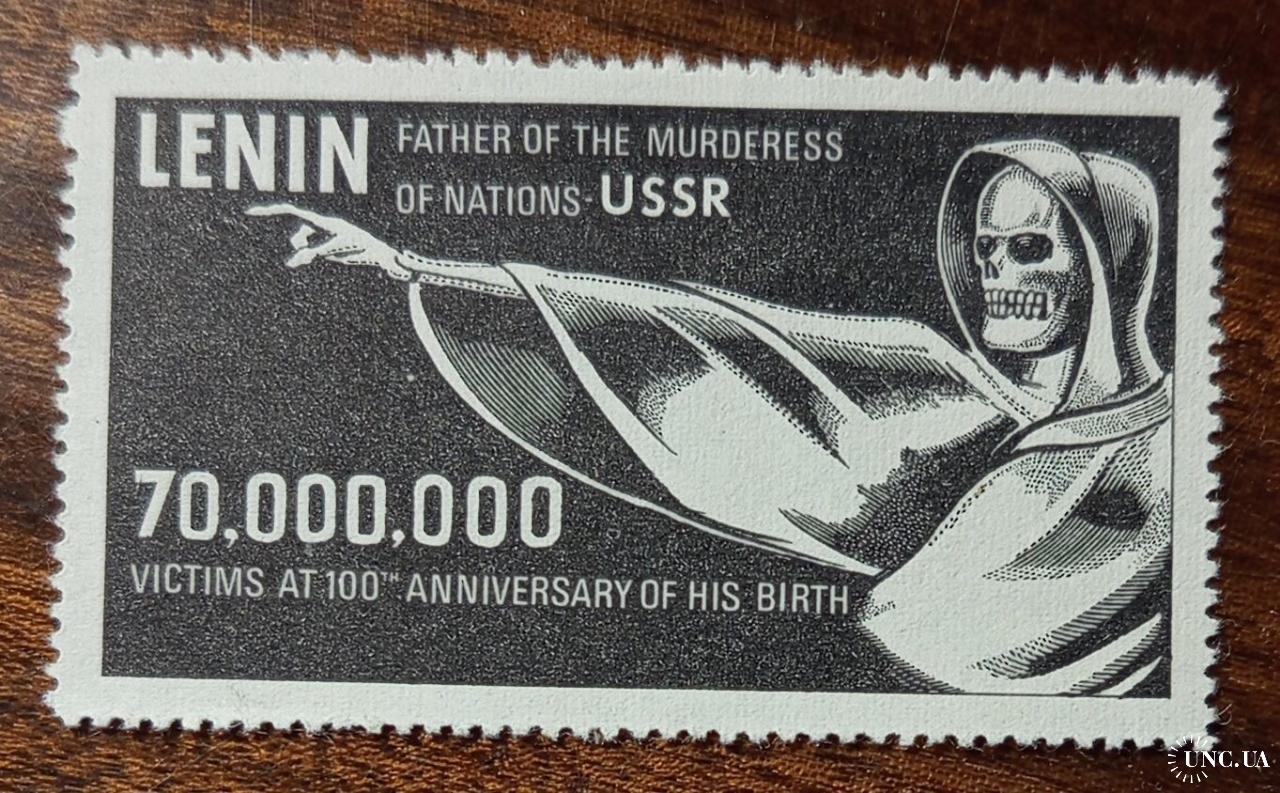 LENIN FATHER OF THE MURDERESS
OF NATIONS-USSR
70,000,000
VICTIMS AT 100TH ANNIVERSARY OF HIS BIRTH
UNC.UA